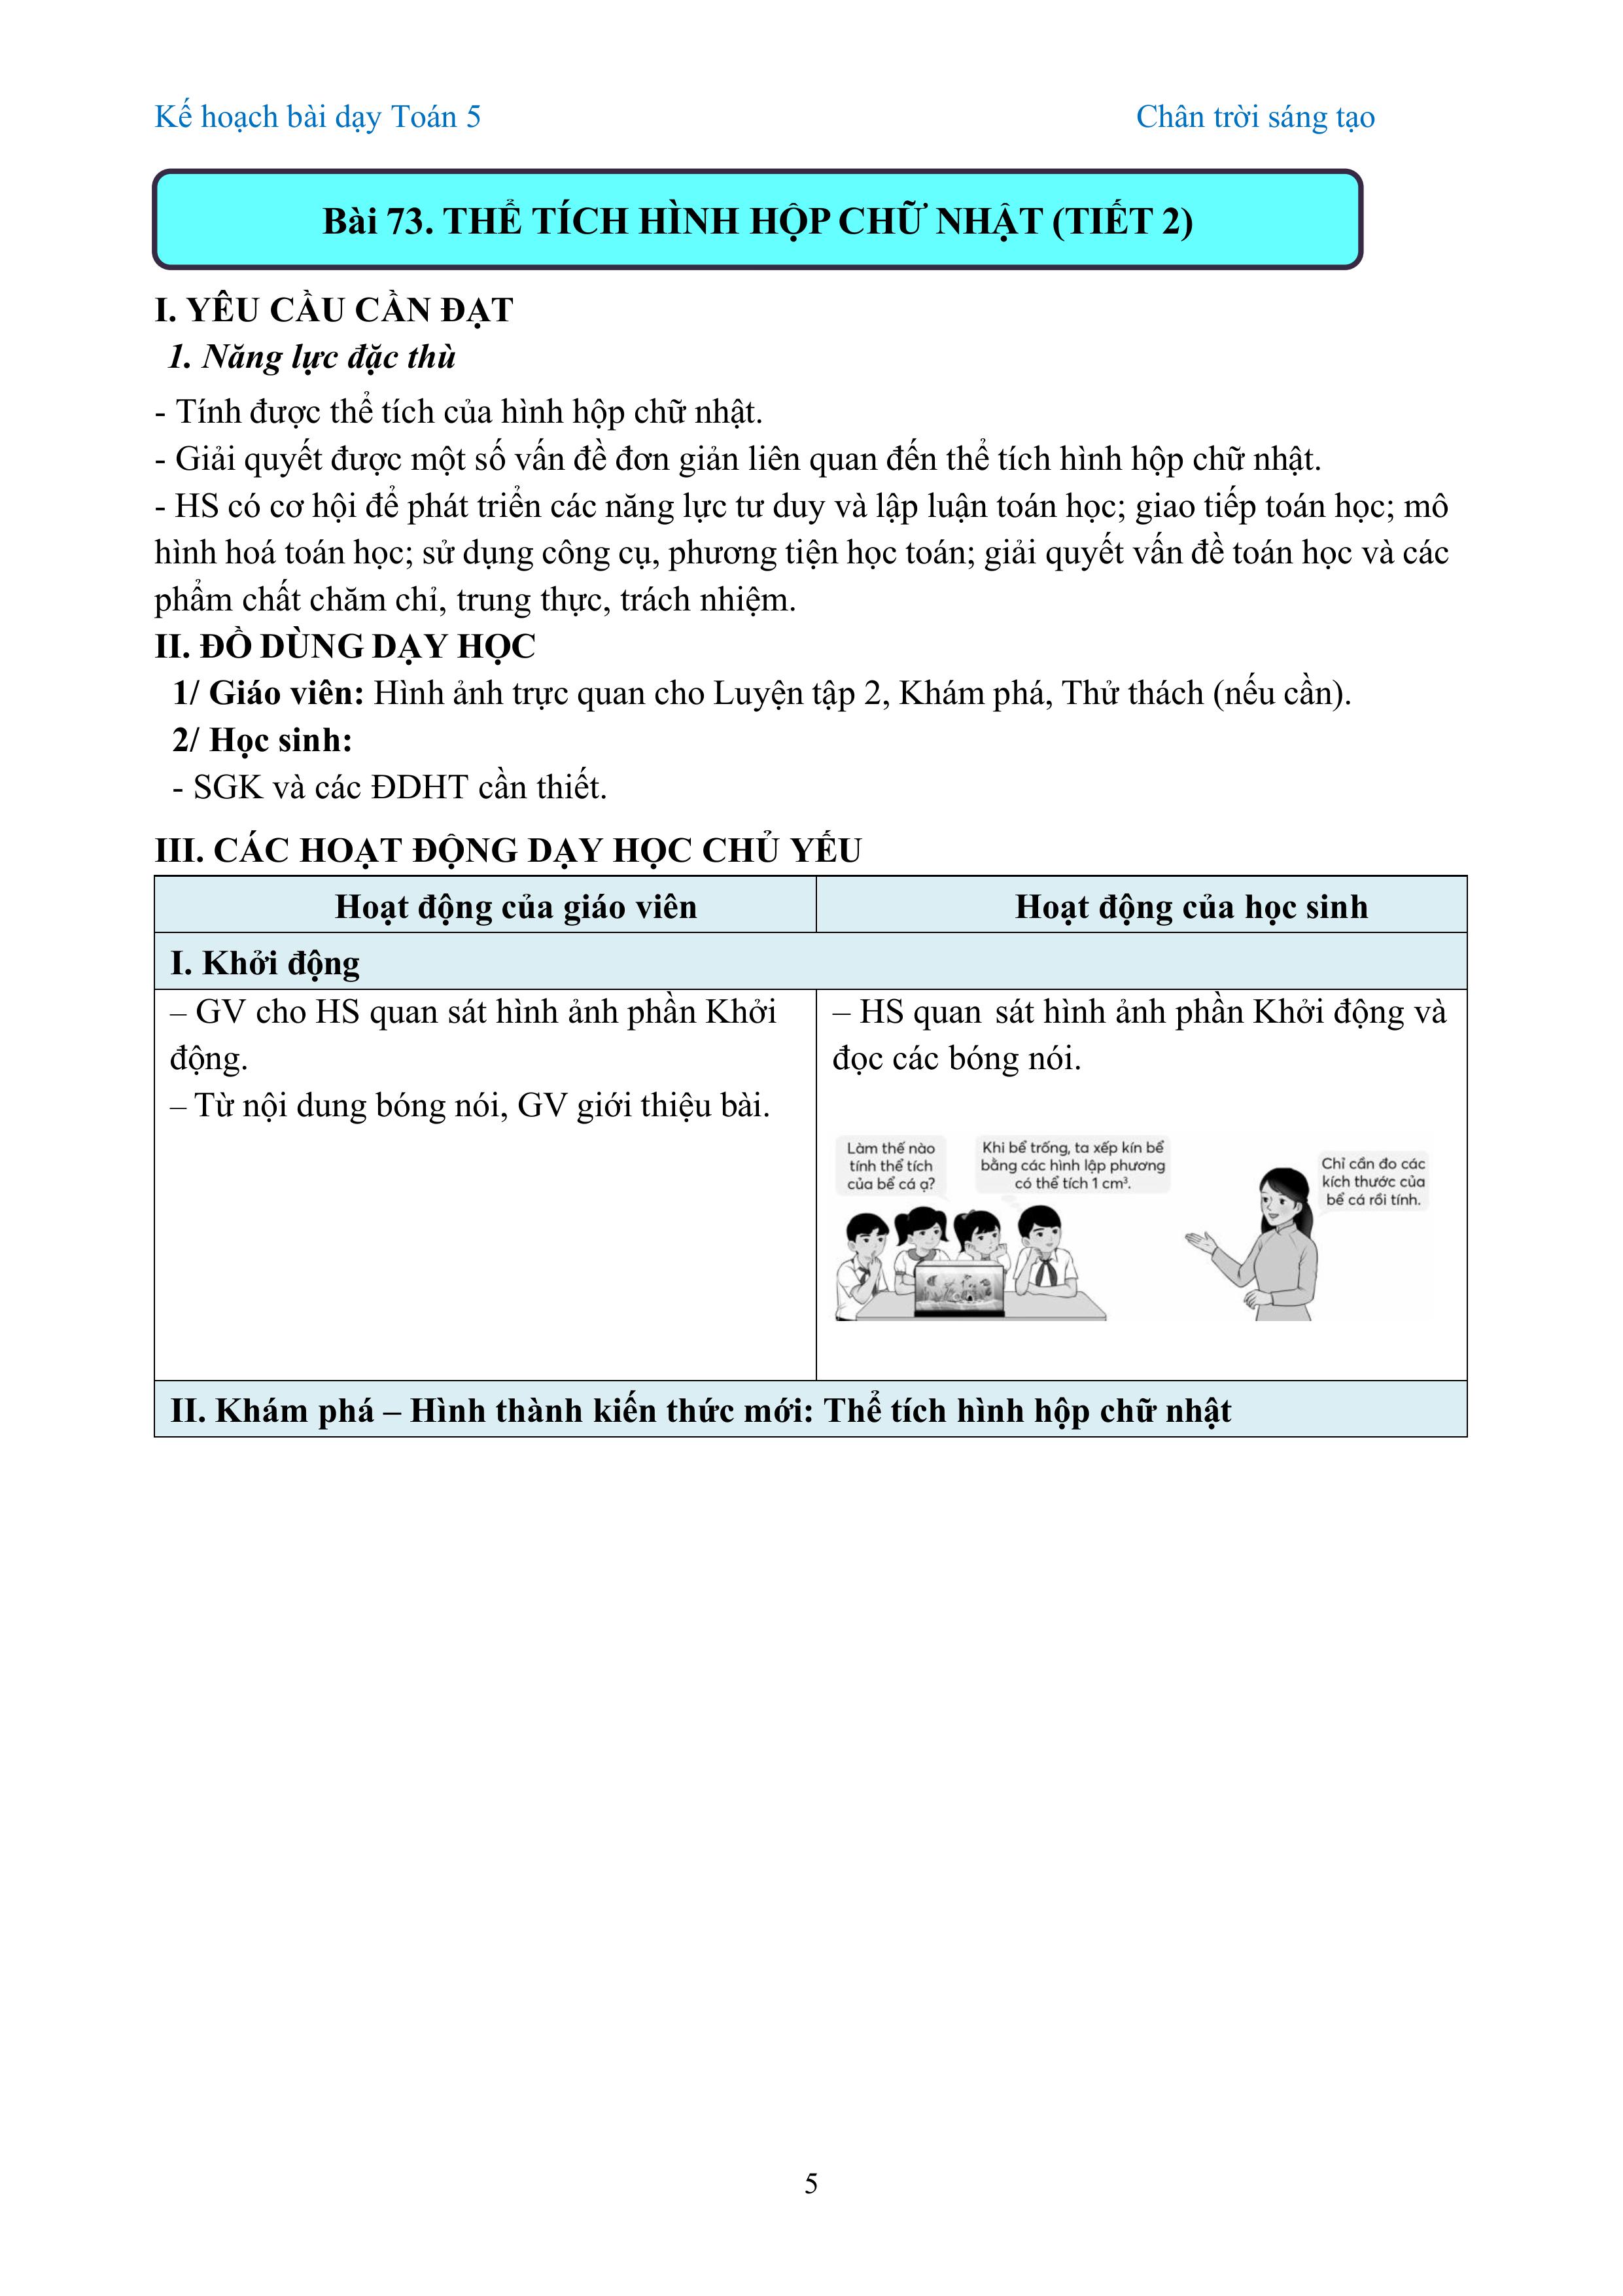 Kế hoạch bài dạy Toán 5 Chân trời sáng tạo
Bài 73. THỂ TÍCH HÌNH HỘP CHỮ NHẬT (TIẾT 2)
I. YÊU CẦU CẦN ĐẠT
1. Năng lực đặc thù
- Tính được thể tích của hình hộp chữ nhật.
- Giải quyết được một số vấn đề đơn giản liên quan đến thể tích hình hộp chữ nhật.
- HS có cơ hội để phát triển các năng lực tư duy và lập luận toán học; giao tiếp toán học; mô
hình hoá toán học; sử dụng công cụ, phương tiện học toán; giải quyết vấn đề toán học và các
phẩm chất chăm chỉ, trung thực, trách nhiệm.
II. ĐỒ DÙNG DẠY HỌC
1/ Giáo viên: Hình ảnh trực quan cho Luyện tập 2, Khám phá, Thử thách (nếu cần).
2/ Học sinh:
- SGK và các ĐDHT cần thiết.
III. CÁC HOẠT ĐỘNG DẠY HỌC CHỦ YẾU
Hoạt động của giáo viên
Hoạt động của học sinh
I. Khởi động
– GV cho HS quan sát hình ảnh phần Khởi
động.
– Từ nội dung bóng nói, GV giới thiệu bài.
– HS quan sát hình ảnh phần Khởi động và
đọc các bóng nói.
Làm thế nào
tính thể tích
của bể cá ạ?
Khi bể trống, ta xếp kín bể
bằng các hình lập phương
có thể tích 1 cm³.
Chỉ cần đo các
kích thước của
bể cá rồi tính.
II. Khám phá – Hình thành kiến thức mới: Thể tích hình hộp chữ nhật
5